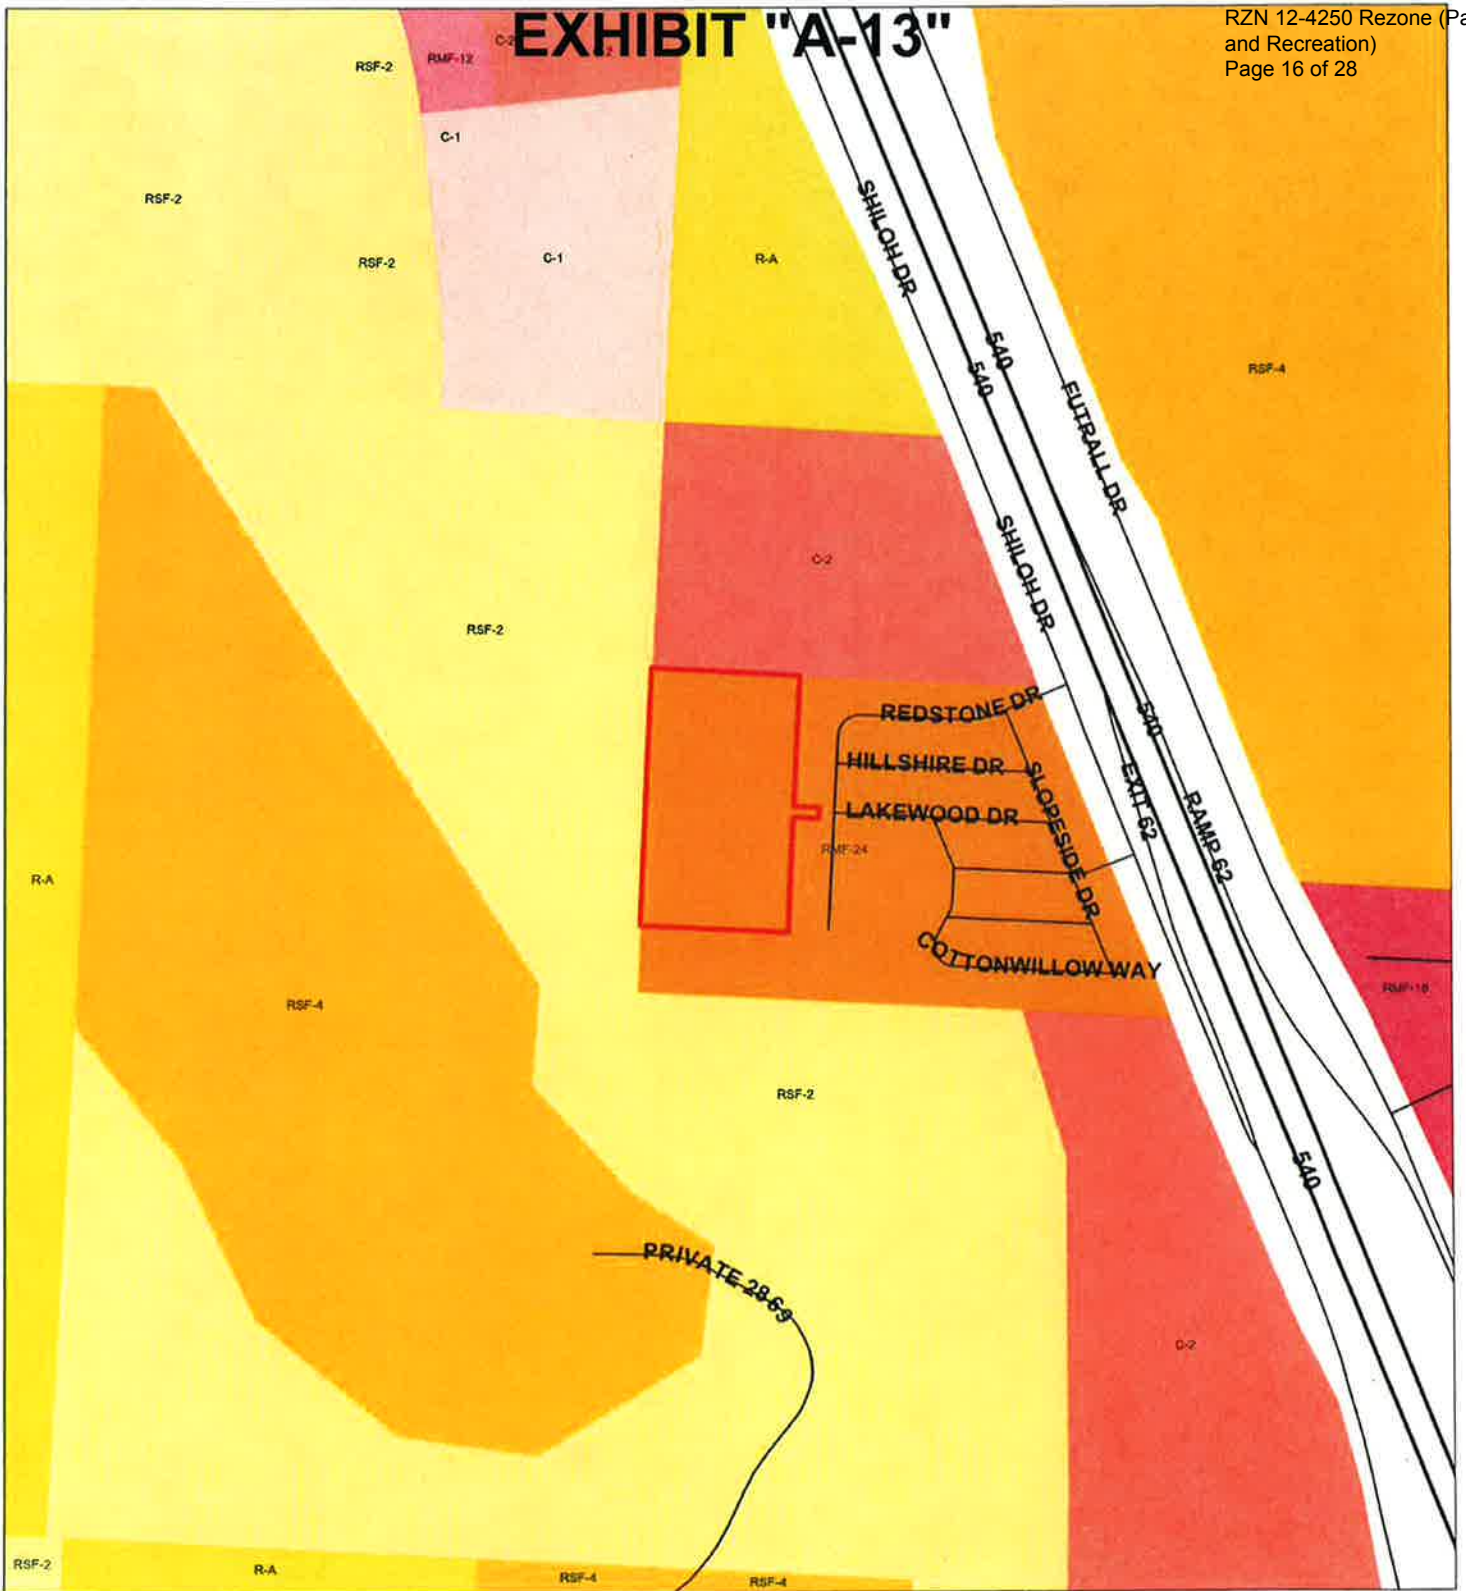 EXHIBIT "A-13"
RZN 12-4250 Rezone (Pa
and Recreation)
Page 16 of 28
C-2
RMF-12
RSF-2
C-1
RSF-2
RSF-2
C-1
R-A
SHILOH DR
540
540
FUTRALL DR
RSF-4
SHILOH DR
C-2
RSF-2
REDSTONE DR
540
HILLSHIRE DR
SLOPESIDE DR
EXIT 62
RAMP 62
LAKEWOOD DR
RMF-24
R-A
COTTONWILLOW WAY
RSF-4
RSF-2
540
PRIVATE 2869
C-2
RSF-2
R-A
RSF-4
RSF-4